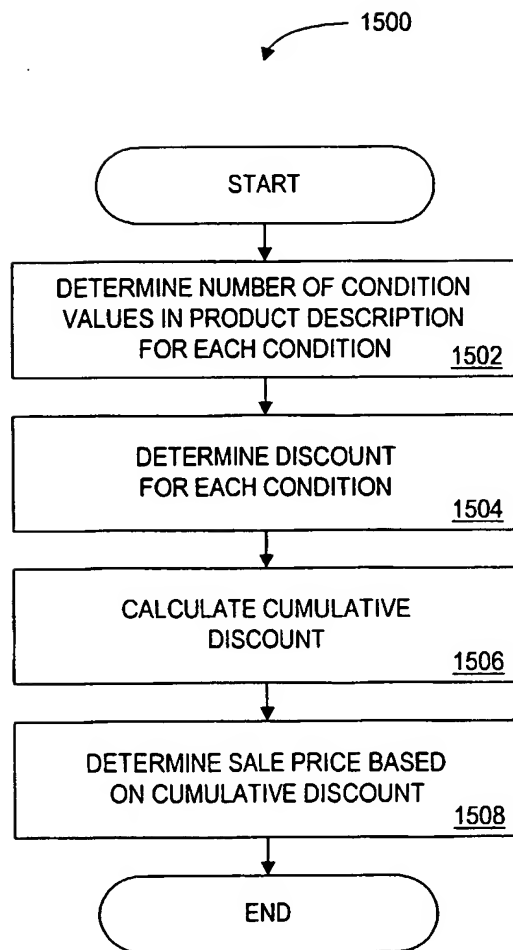 1500
START
DETERMINE NUMBER OF CONDITION
VALUES IN PRODUCT DESCRIPTION
FOR EACH CONDITION
1502
DETERMINE DISCOUNT
FOR EACH CONDITION
1504
CALCULATE CUMULATIVE
DISCOUNT
1506
DETERMINE SALE PRICE BASED
ON CUMULATIVE DISCOUNT
1508
END